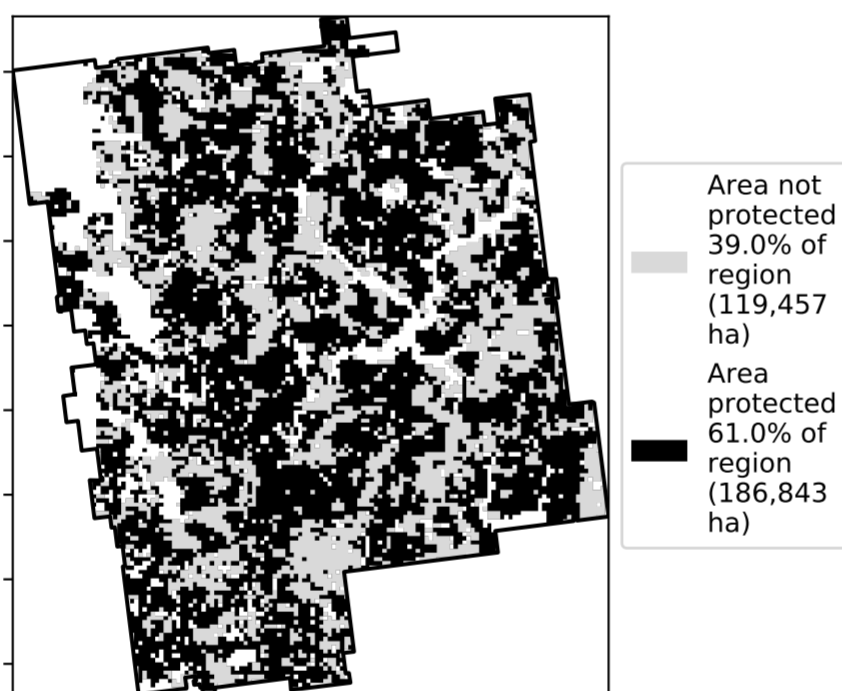 Area not
protected
39.0% of
region
(119,457
ha)
Area
protected
61.0% of
region
(186,843
ha)